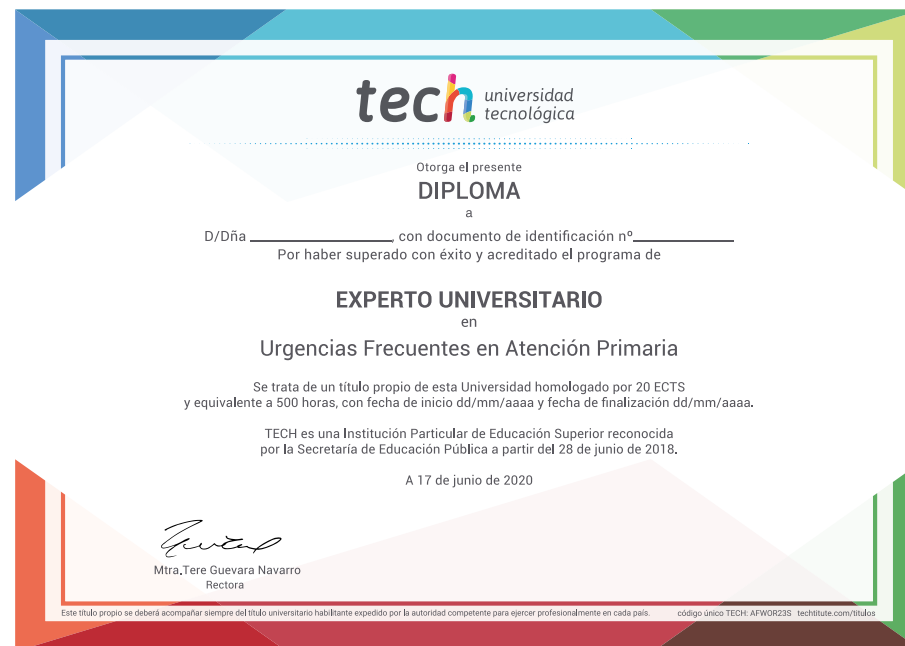 tech universidad
tecnológica
Otorga el presente
DIPLOMA
a
D/Dña ____________________, con documento de identificación nº______________
Por haber superado con éxito y acreditado el programa de
EXPERTO UNIVERSITARIO
en
Urgencias Frecuentes en Atención Primaria
Se trata de un título propio de esta Universidad homologado por 20 ECTS
y equivalente a 500 horas, con fecha de inicio dd/mm/aaaa y fecha de finalización dd/mm/aaaa.
TECH es una Institución Particular de Educación Superior reconocida
por la Secretaría de Educación Pública a partir del 28 de junio de 2018.
A 17 de junio de 2020
Mtra.Tere Guevara Navarro
Rectora
Este título propio se deberá acompañar siempre del título universitario habilitante expedido por la autoridad competente para ejercer profesionalmente en cada país. código único TECH: AFWOR23S techtitute.com/titulos